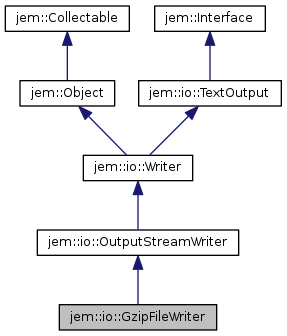 jem::Collectable
jem::Interface
jem::Object
jem::io::TextOutput
jem::io::Writer
jem::io::OutputStreamWriter
jem::io::GzipFileWriter